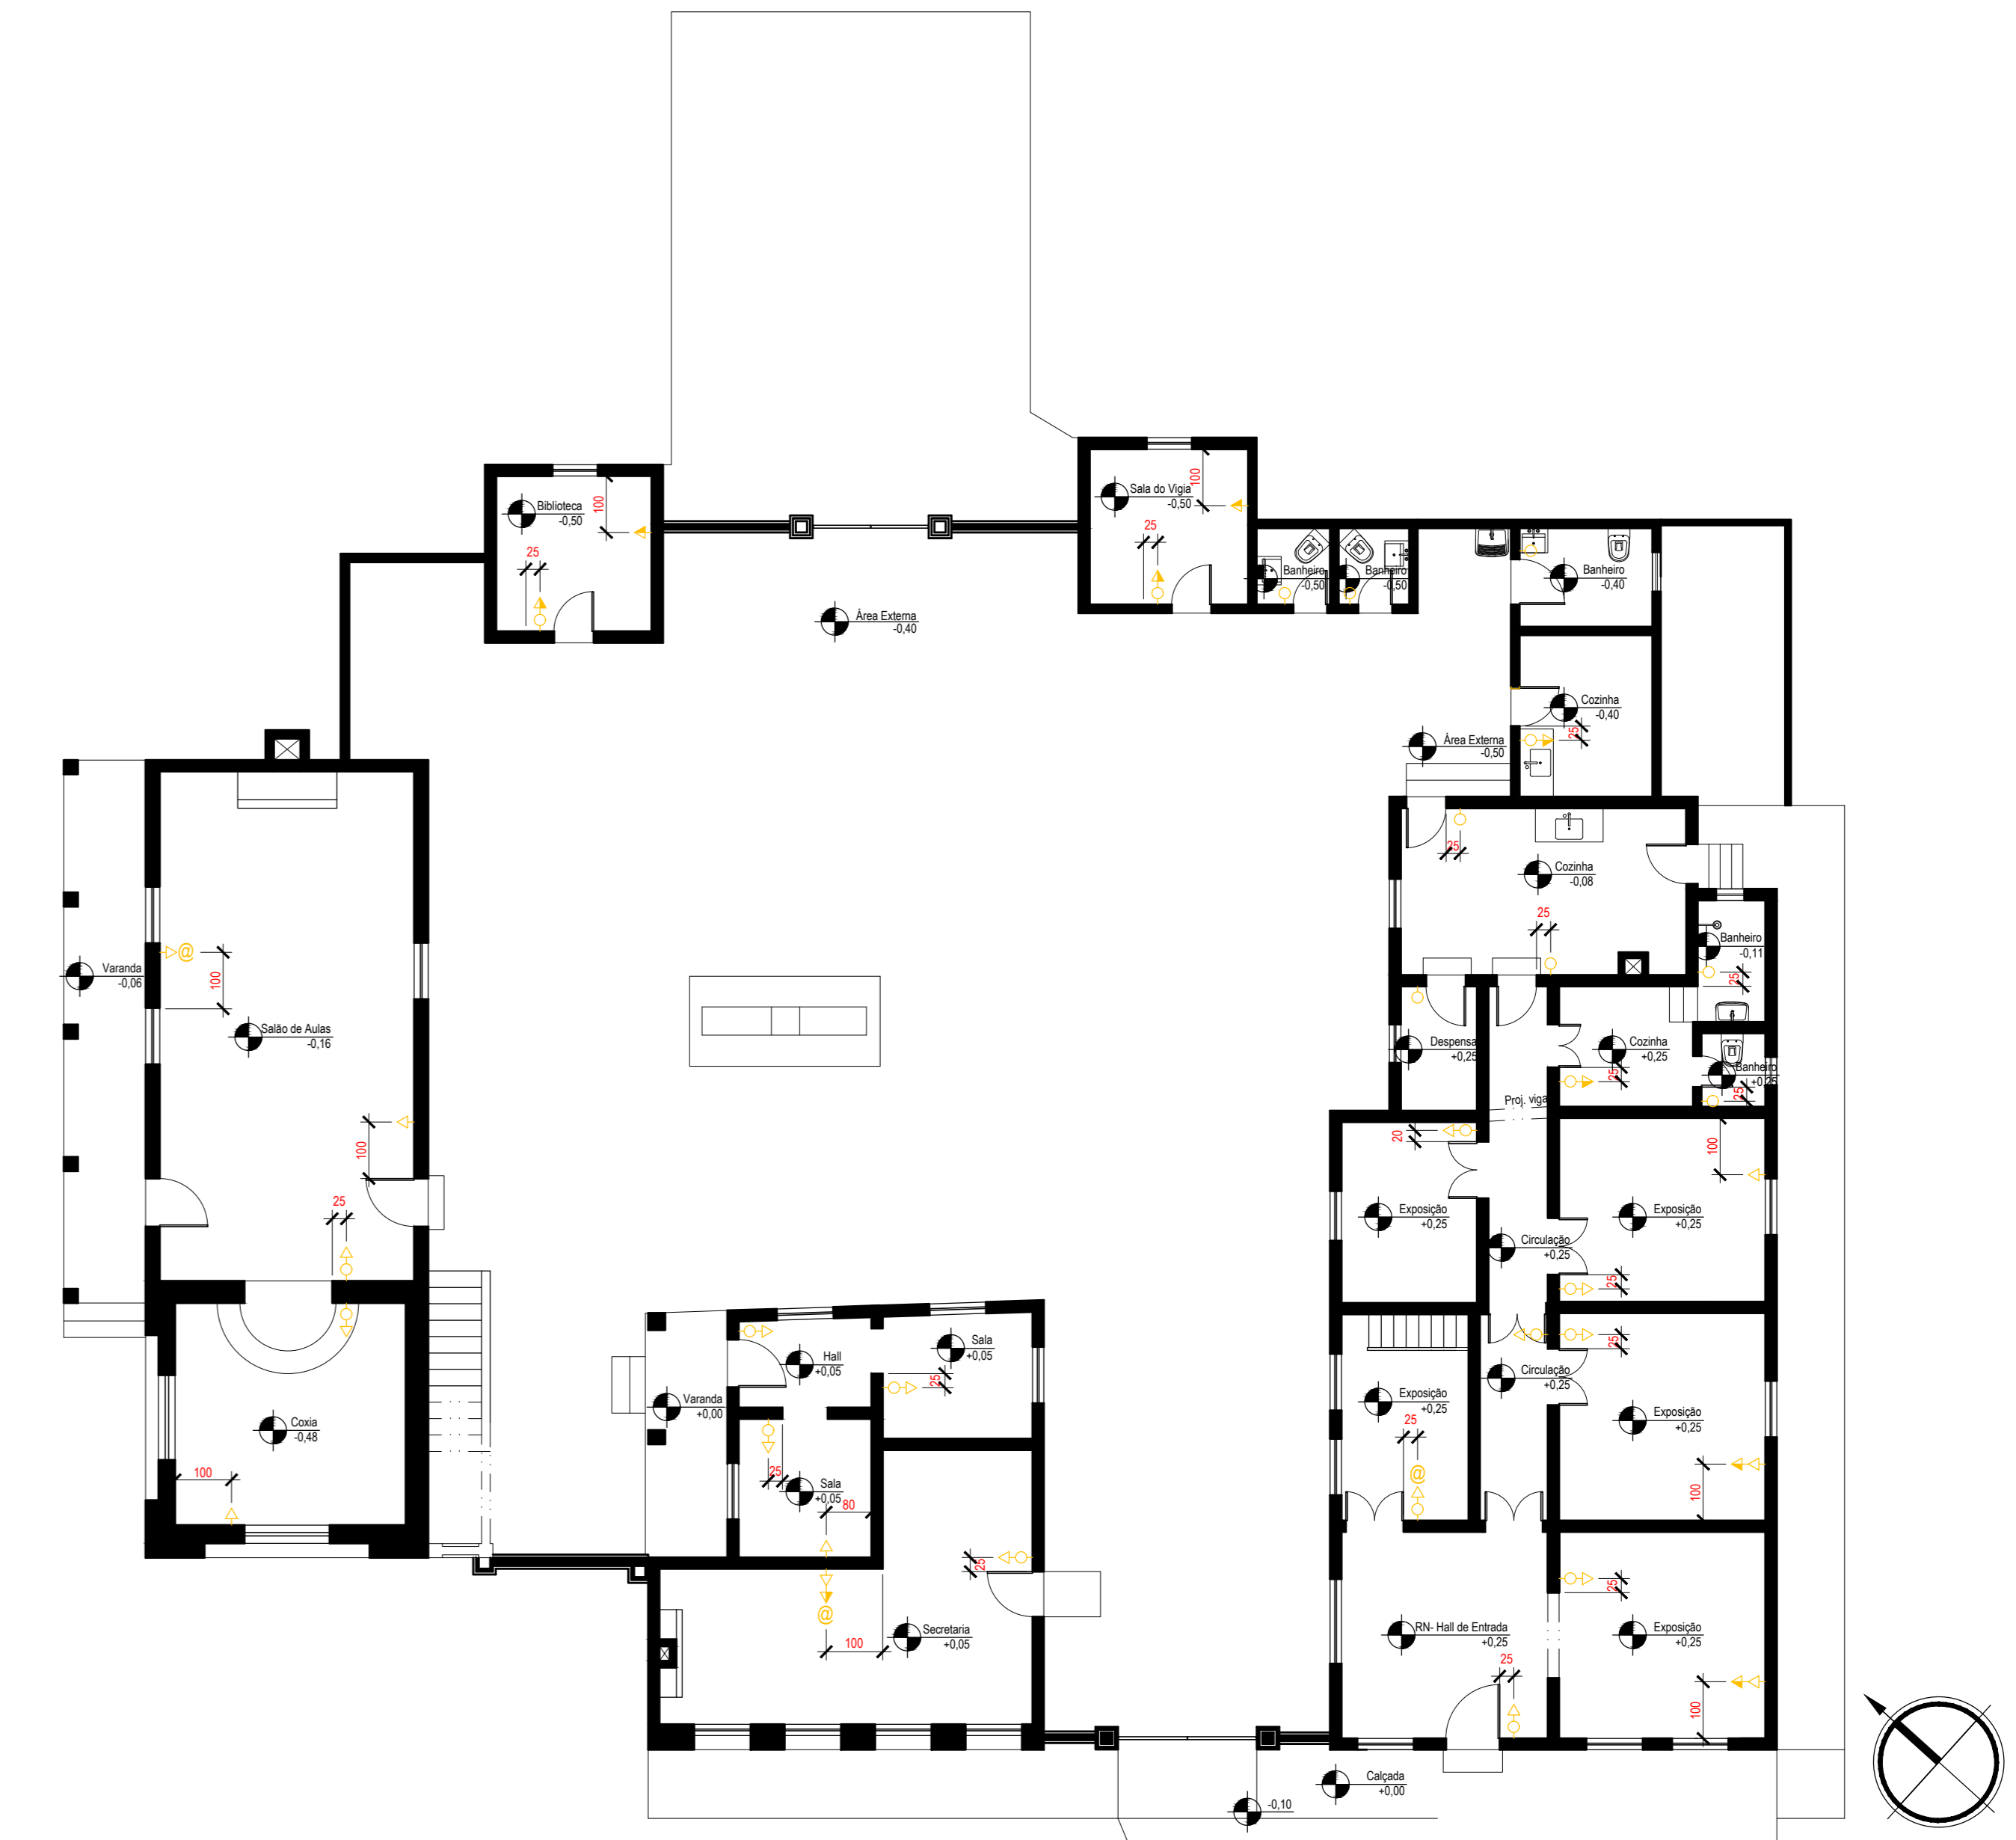 100
Sala do Vigia
-0,50
Biblioteca
-0,50
100
25
25
Banheiro
-0,50
Banheiro
-0,50
Banheiro
-0,40
Área Externa
-0,40
Cozinha
-0,40
25
Área Externa
-0,50
25
Cozinha
-0,08
25
Banheiro
-0,11
25
@
Varanda
-0,06
100
Salão de Aulas
-0,16
Despensa
+0,25
Cozinha
+0,25
25
Banheiro
+0,25
25
Proj. viga
100
20
100
25
Exposição
+0,25
Exposição
+0,25
Circulação
+0,25
25
25
Hall
+0,05
Sala
+0,05
25
Circulação
+0,25
Varanda
+0,00
Exposição
+0,25
Exposição
+0,25
25
Coxia
-0,48
100
25
Sala
+0,05
80
@
100
25
25
@
Secretaria
+0,05
100
RN- Hall de Entrada
+0,25
Exposição
+0,25
25
100
Calçada
+0,00
-0,10